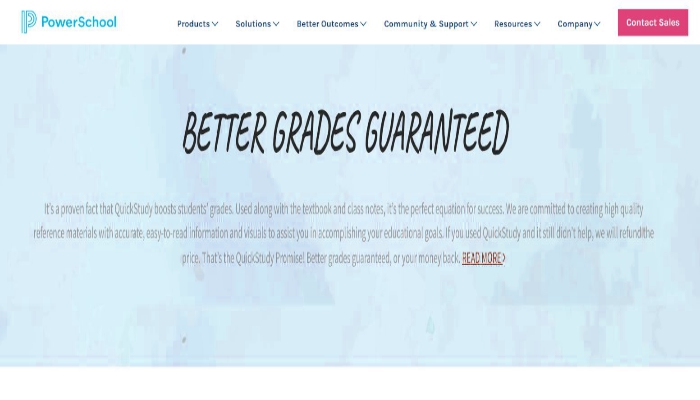 PowerSchool Products Solutions Better Outcomes Community & Support Resources Company Contact Sales
BETTER GRADES GUARANTEED
It's a proven fact that QuickStudy boosts students' grades. Used along with the textbook and class notes, it's the perfect equation for success. We are committed to creating high quality
reference materials with accurate, easy-to-read information and visuals to assist you in accomplishing your educational goals. If you used QuickStudy and it still didn't help, we will refundthe
price. That's the QuickStudy Promise! Better grades guaranteed, or your money back. READ MORE